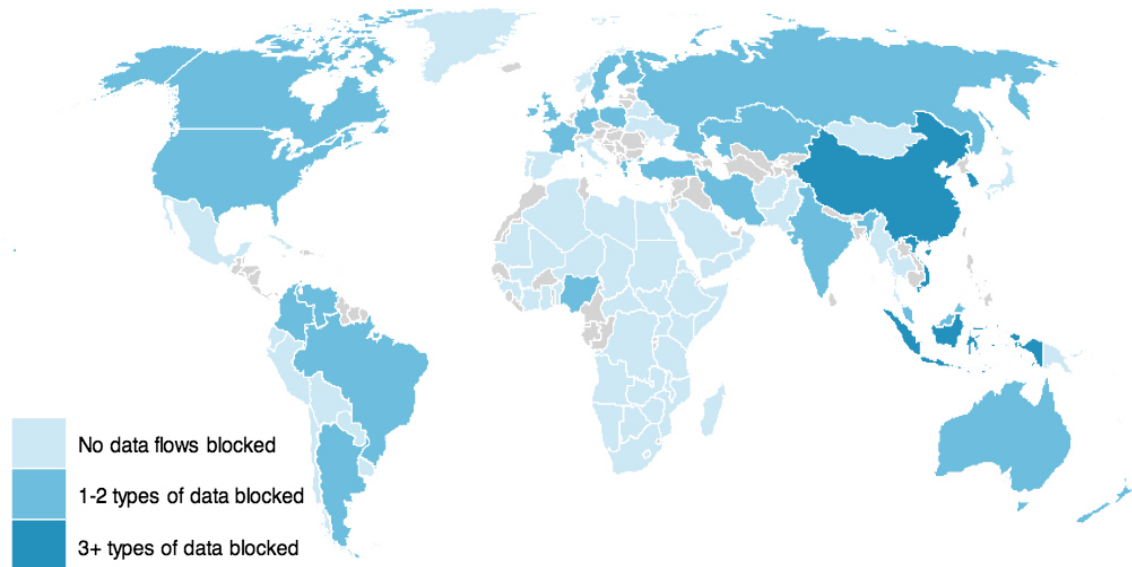 No data flows blocked
1-2 types of data blocked
3+ types of data blocked